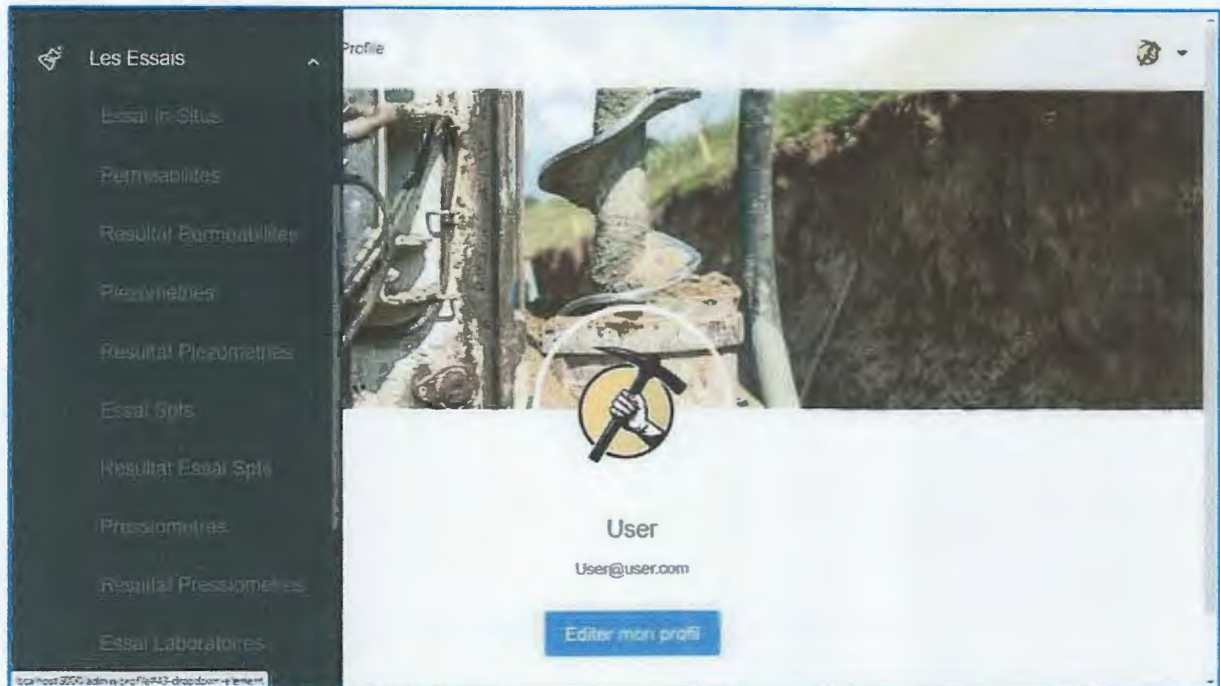 Les Essais
Profile
Essai In-Situs
Permeabilites
Resultat Permeabilites
Piezometries
Resultat Piezometries
Essai Spts
Resultat Essai Spts
Pressiometres
Resultat Pressiometres
Essai Laboratoires
User
User@user.com
Editer mon profil